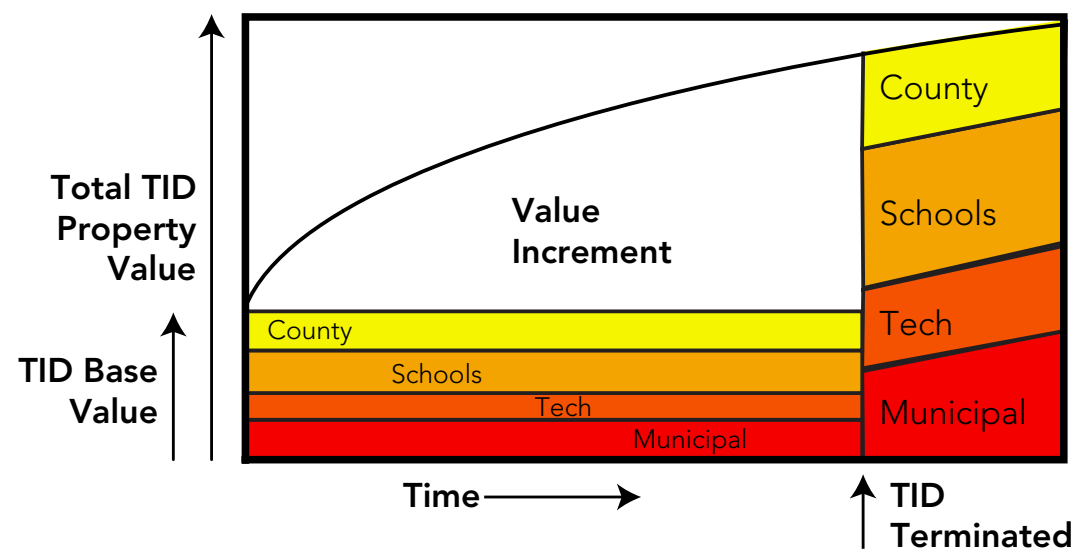 Total TID
Property
Value
TID Base
Value
Value
Increment
County
Schools
Tech
Municipal
County
Schools
Tech
Municipal
Time
TID
Terminated